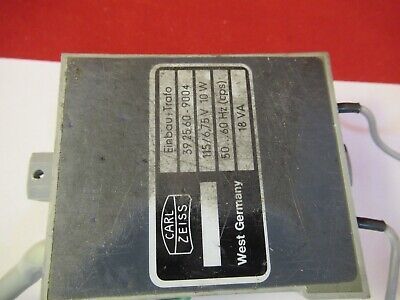 CARL
ZEISS
West Germany
Einbau-Trafo
39 25 60 - 9004
115/6,75 V 10 W
50...60 Hz (cps)
18 VA